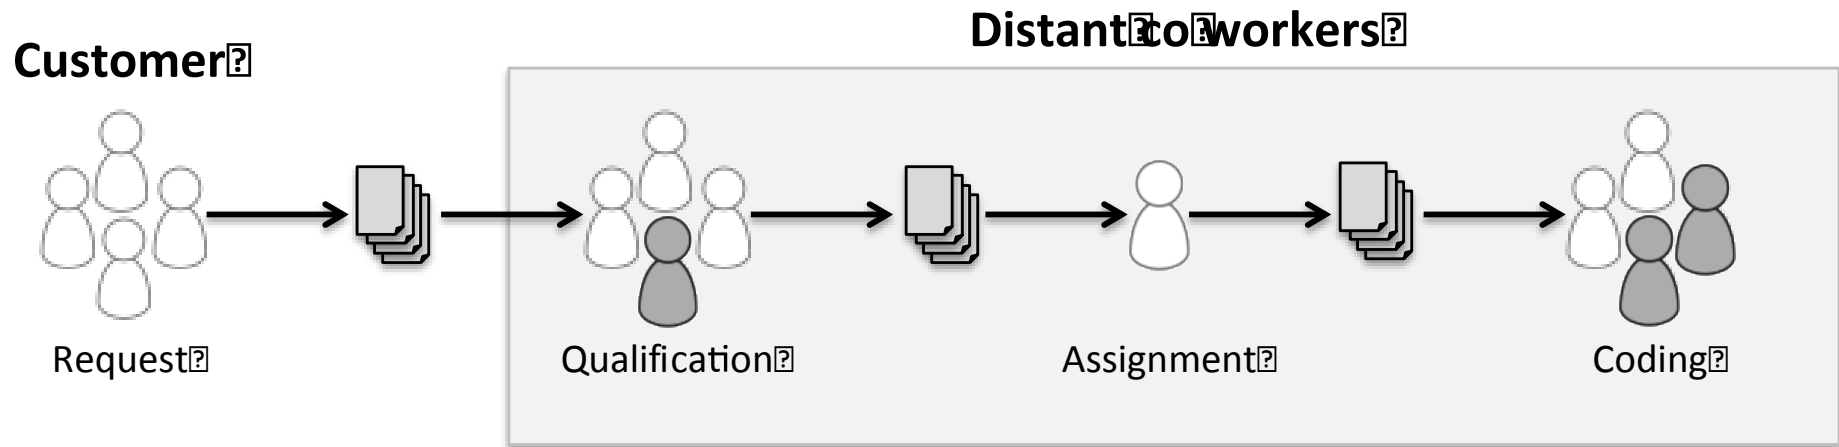 Customer⍰
Distant⍰co⍰workers⍰
Request⍰
Qualification⍰
Assignment⍰
Coding⍰